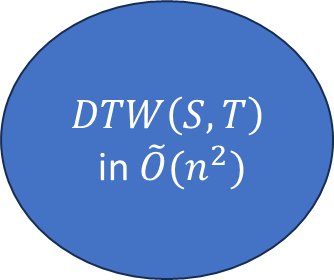 𝐷𝑇𝑊(𝑆, 𝑇)
in 𝑂̃(𝑛²)